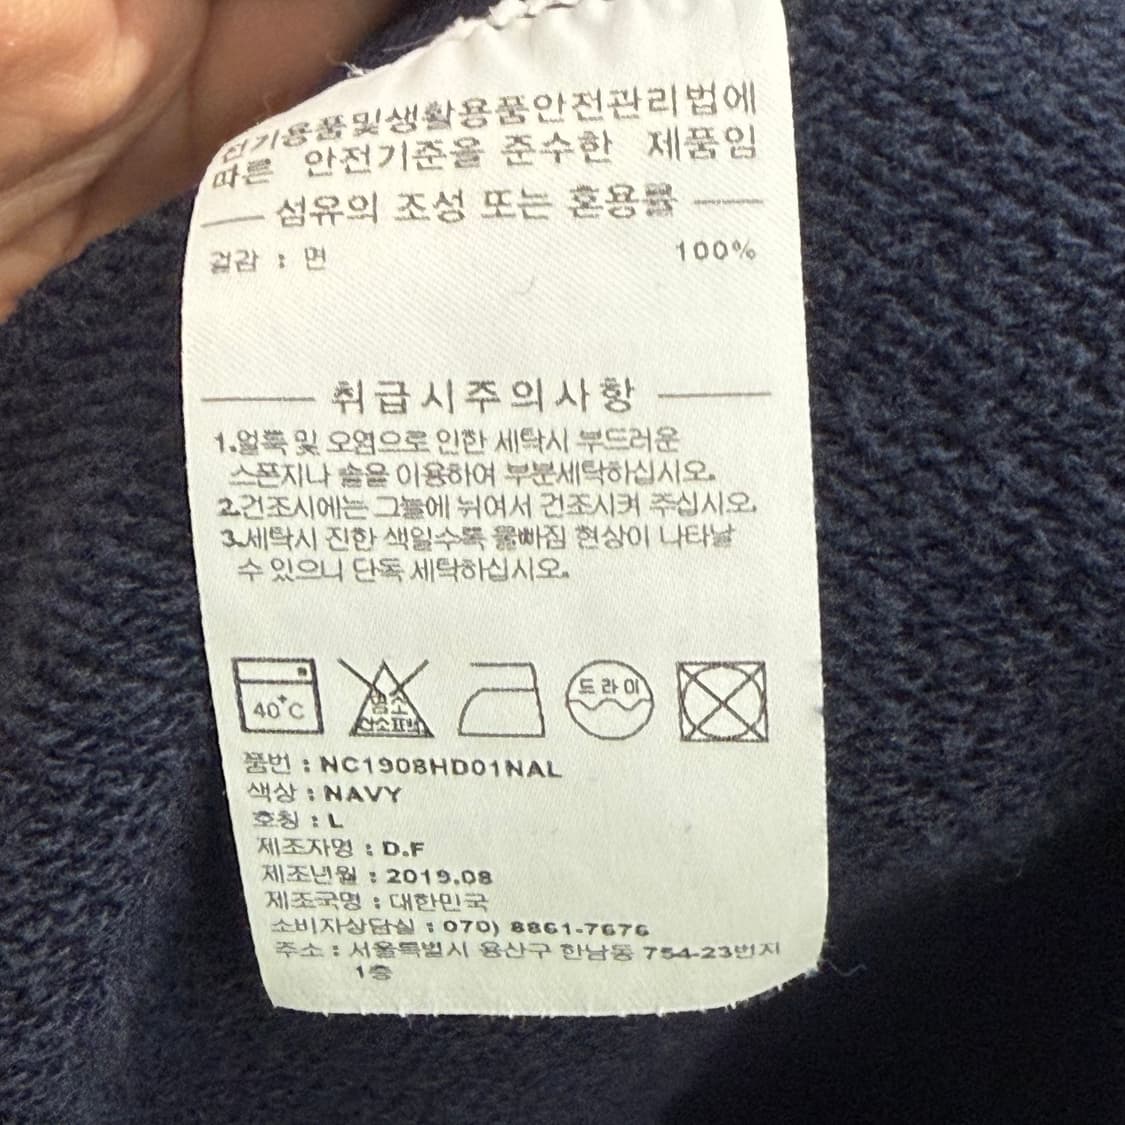 전기용품및생활용품안전관리법에
따른 안전기준을 준수한 제품임
섬유의 조성 또는 혼용률
겉감 : 면 100%
취급시주의사항
1.얼룩 및 오염으로 인한 세탁시 부드러운
스폰지나 솔을 이용하여 부분세탁하십시오.
2.건조시에는 그늘에 뉘여서 건조시켜 주십시오.
3.세탁시 진한 색일수록 물빠짐 현상이 나타날
수 있으니 단독 세탁하십시오.
40°C
염소
산소표백
드라이
품번 : NC1908HD01NAL
색상 : NAVY
호칭 : L
제조자명 : D.F
제조년월 : 2019.08
제조국명 : 대한민국
소비자상담실 : 070) 8861-7676
주소 : 서울특별시 용산구 한남동 754-23번지
1층